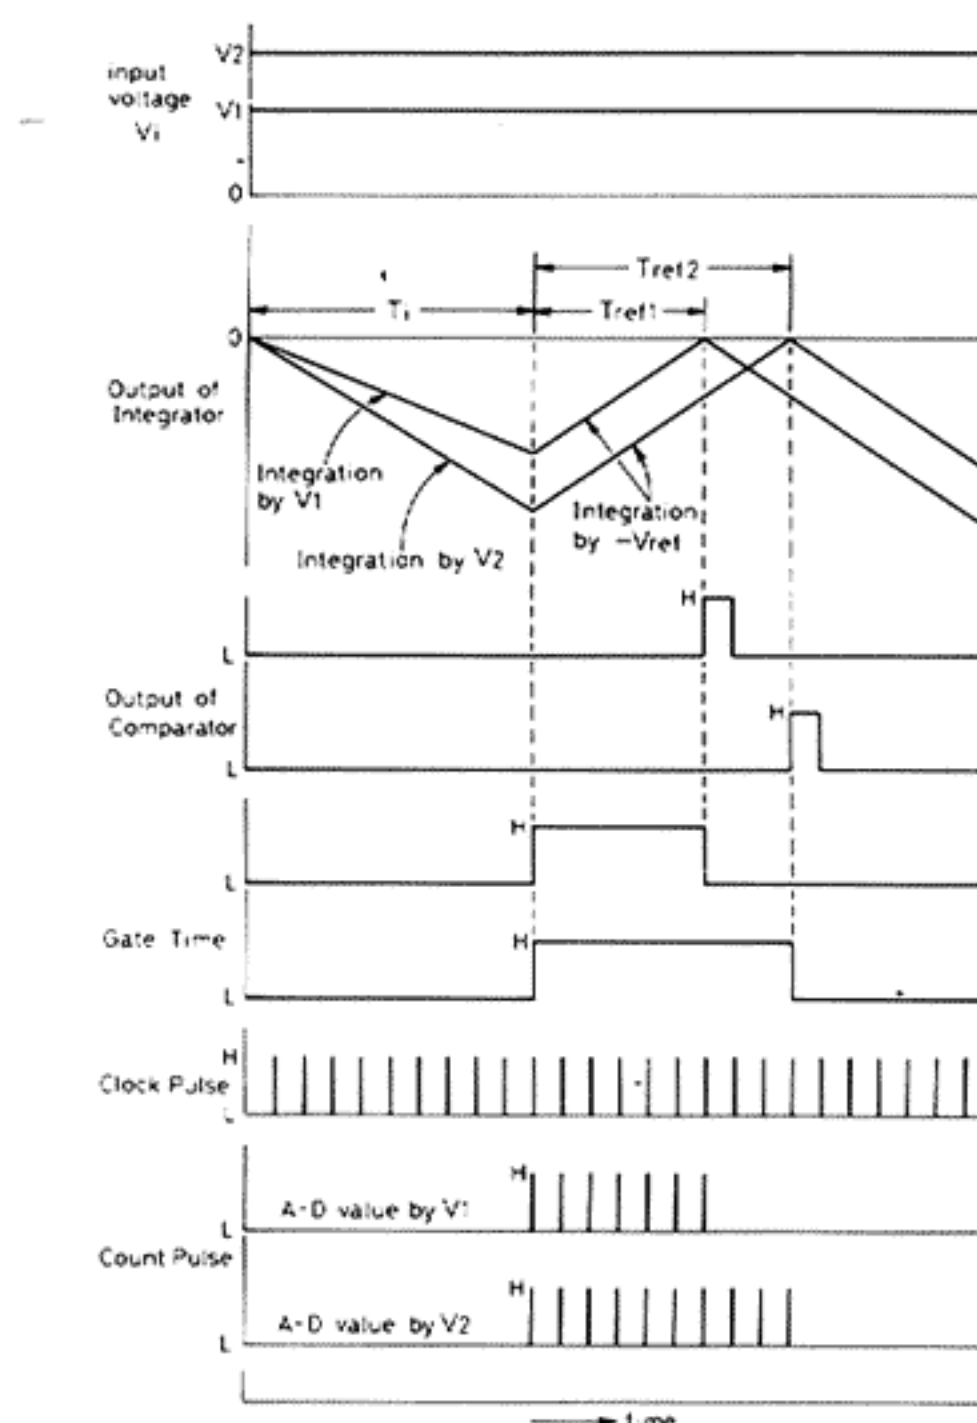 V2
input
voltage
Vi
V1
0
Tref2
Ti
Tref1
0
Output of
Integrator
Integration
by V1
Integration by V2
Integration
by -Vref
H
L
Output of
Comparator
H
L
H
L
Gate Time
H
L
H
Clock Pulse
L
H
A-D value by V1
L
Count Pulse
H
A-D value by V2
L
time